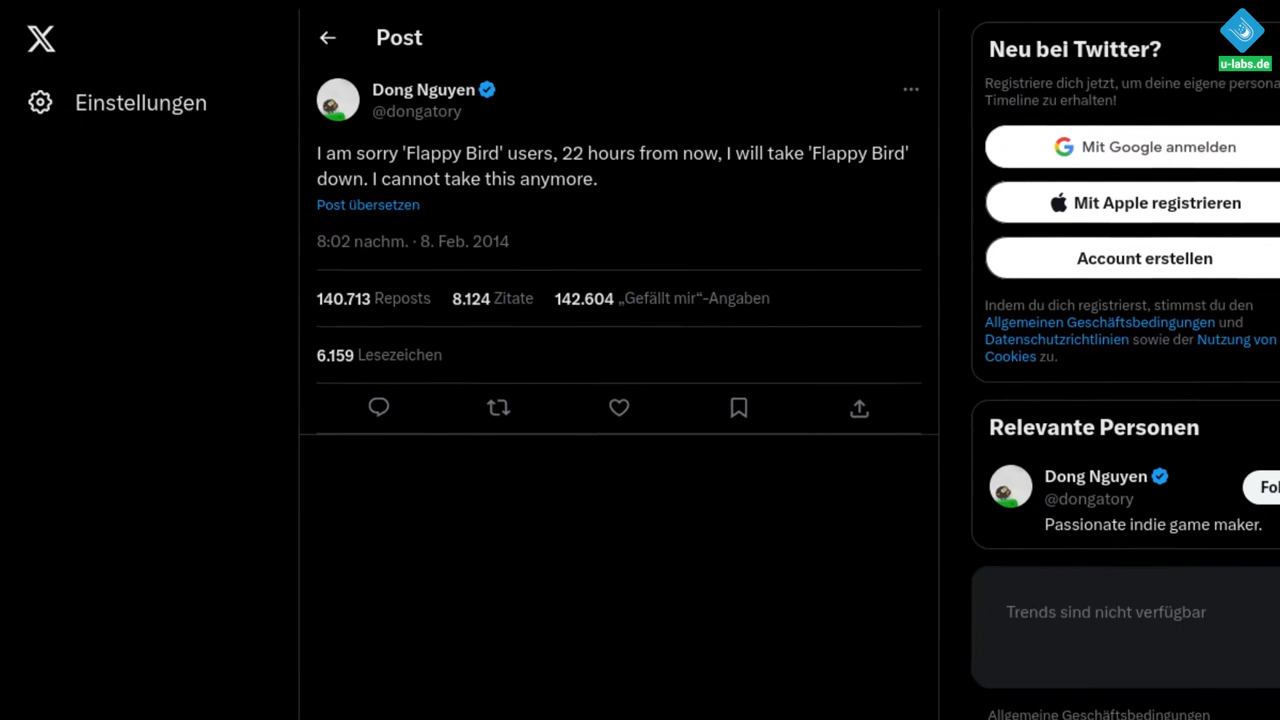 Einstellungen
Post
Dong Nguyen
@dongatory
I am sorry 'Flappy Bird' users, 22 hours from now, I will take 'Flappy Bird'
down. I cannot take this anymore.
Post übersetzen
8:02 nachm. · 8. Feb. 2014
140.713 Reposts 8.124 Zitate 142.604 „Gefällt mir“-Angaben
6.159 Lesezeichen
u-labs.de
Neu bei Twitter?
Registriere dich jetzt, um deine eigene persona
Timeline zu erhalten!
Mit Google anmelden
Mit Apple registrieren
Account erstellen
Indem du dich registrierst, stimmst du den
Allgemeinen Geschäftsbedingungen und
Datenschutzrichtlinien sowie der Nutzung von
Cookies zu.
Relevante Personen
Dong Nguyen
@dongatory
Fol
Passionate indie game maker.
Trends sind nicht verfügbar
Allgemeine Geschäftsbedingungen